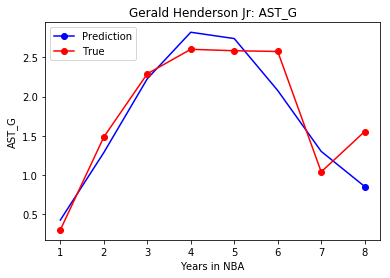 Gerald Henderson Jr: AST_G
Prediction
True
AST_G
2.5
2.0
1.5
1.0
0.5
1 2 3 4 5 6 7 8
Years in NBA